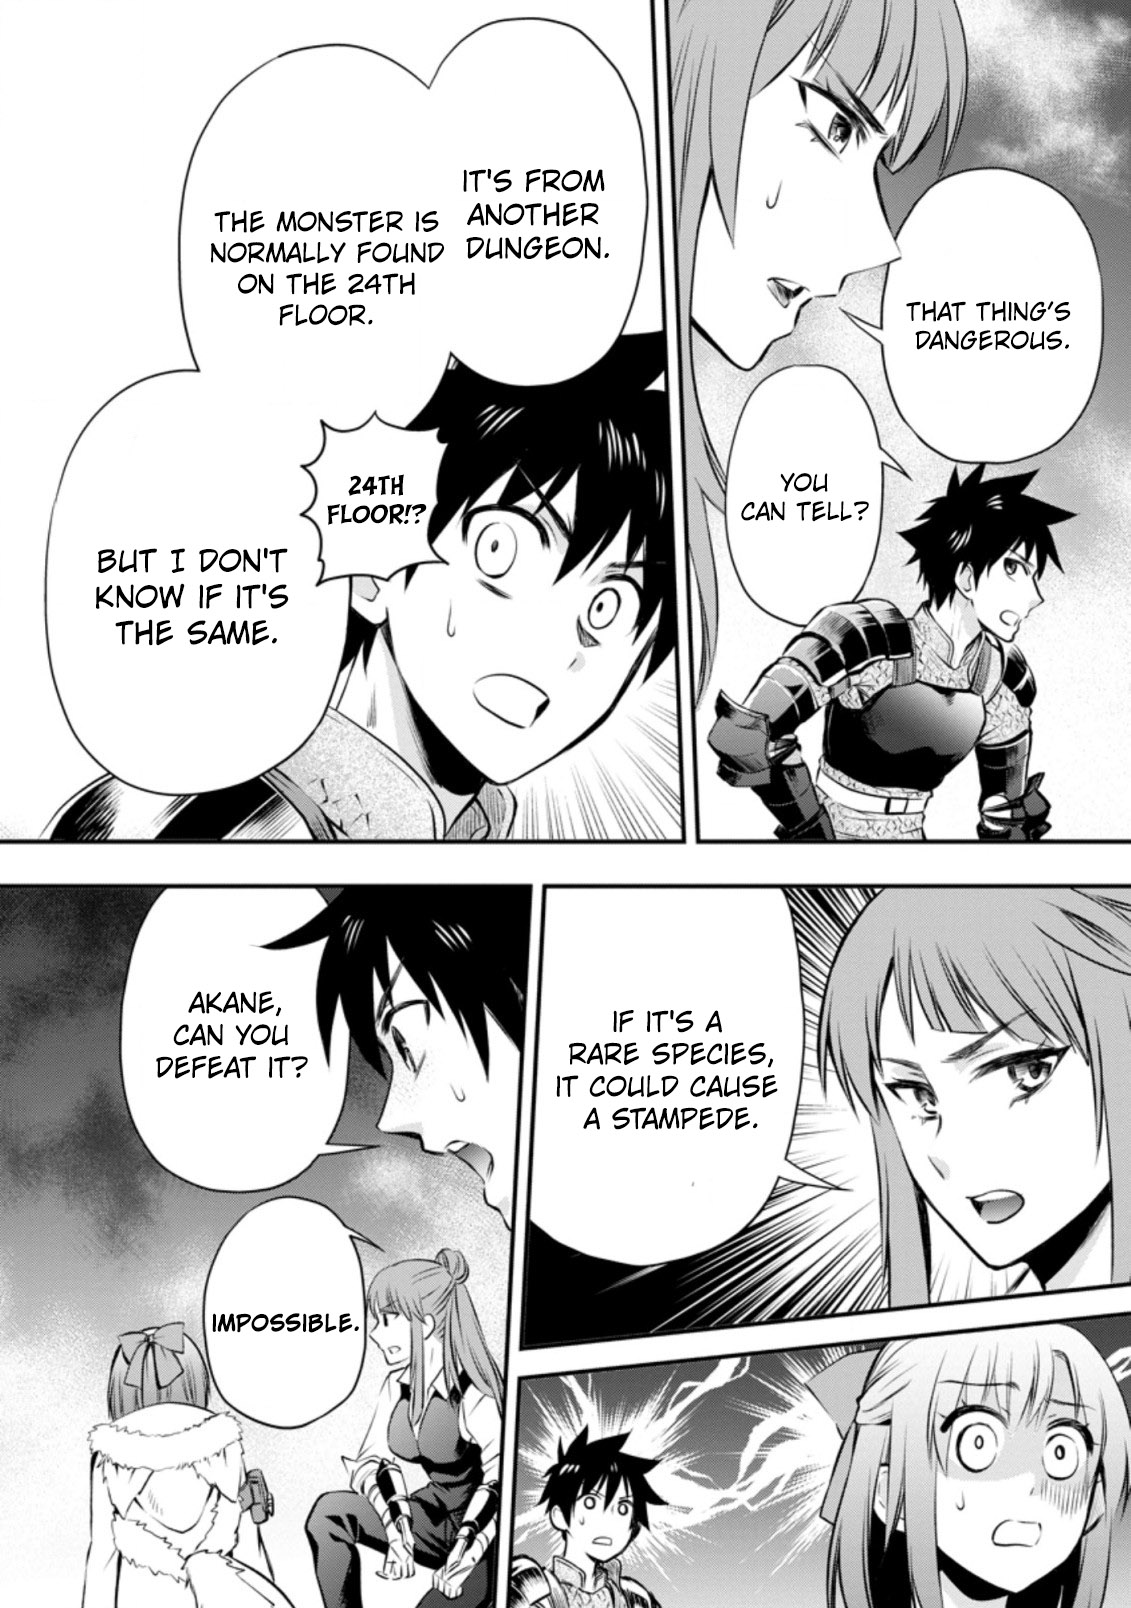 THAT THING'S
DANGEROUS.
YOU
CAN TELL?
IT'S FROM
ANOTHER
DUNGEON.
THE MONSTER IS
NORMALLY FOUND
ON THE 24TH
FLOOR.
24TH
FLOOR!?
BUT I DON'T
KNOW IF IT'S
THE SAME.
IF IT'S A
RARE SPECIES,
IT COULD CAUSE
A STAMPEDE.
AKANE,
CAN YOU
DEFEAT IT?
IMPOSSIBLE.